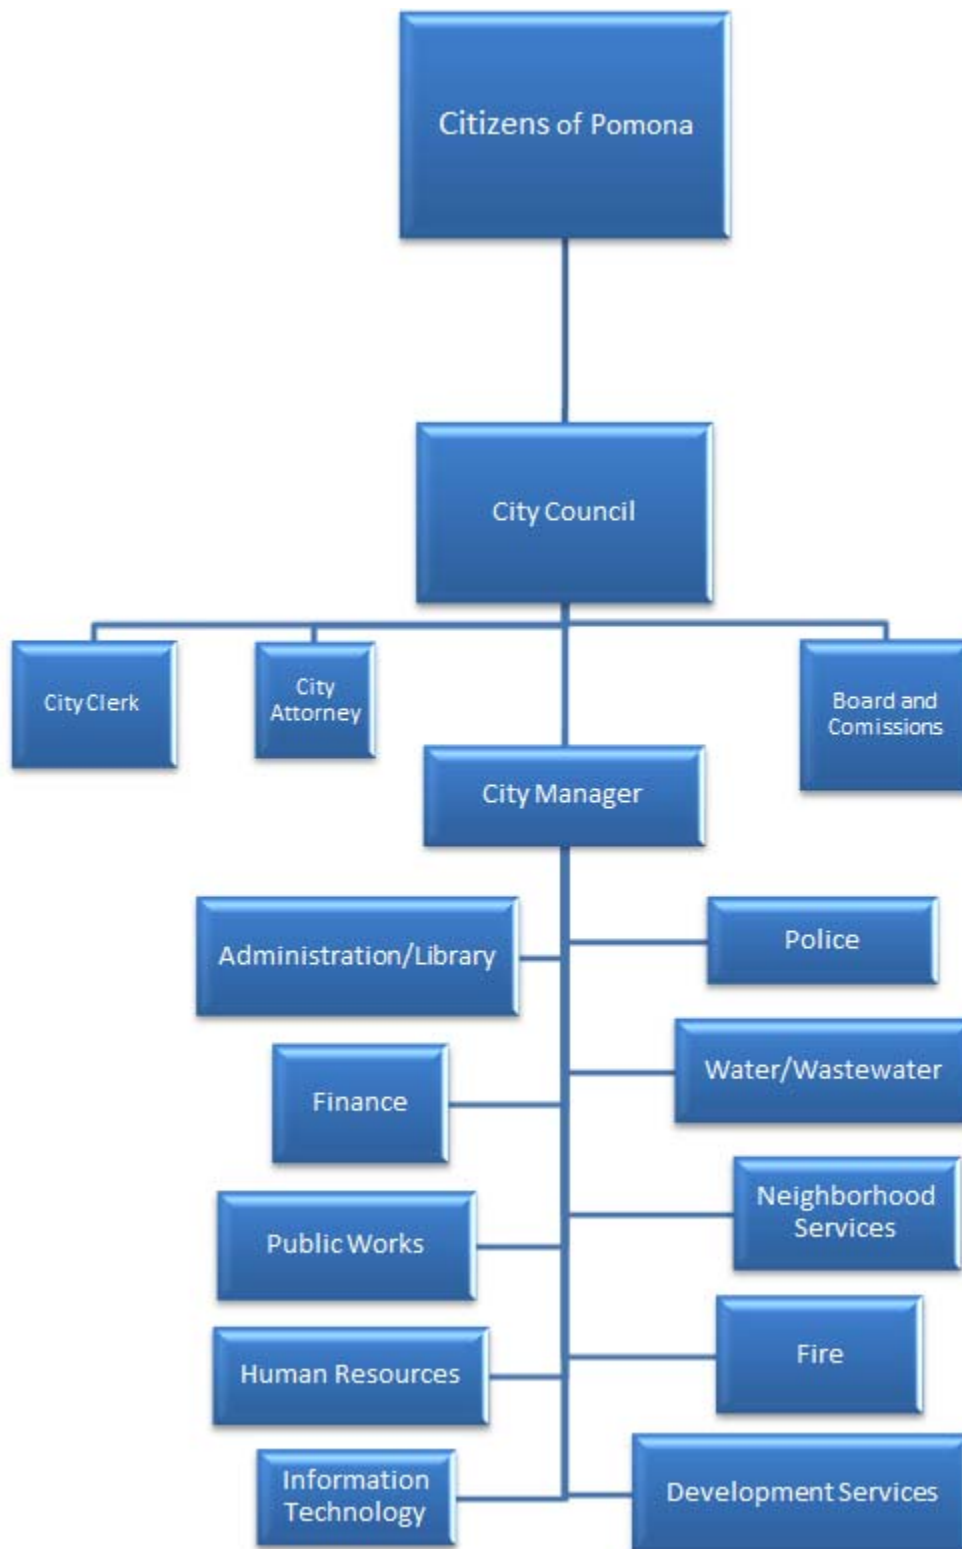 Citizens of Pomona
City Council
City Clerk
City
Attorney
Board and
Comissions
City Manager
Administration/Library
Police
Finance
Water/Wastewater
Public Works
Neighborhood
Services
Human Resources
Fire
Information
Technology
Development Services